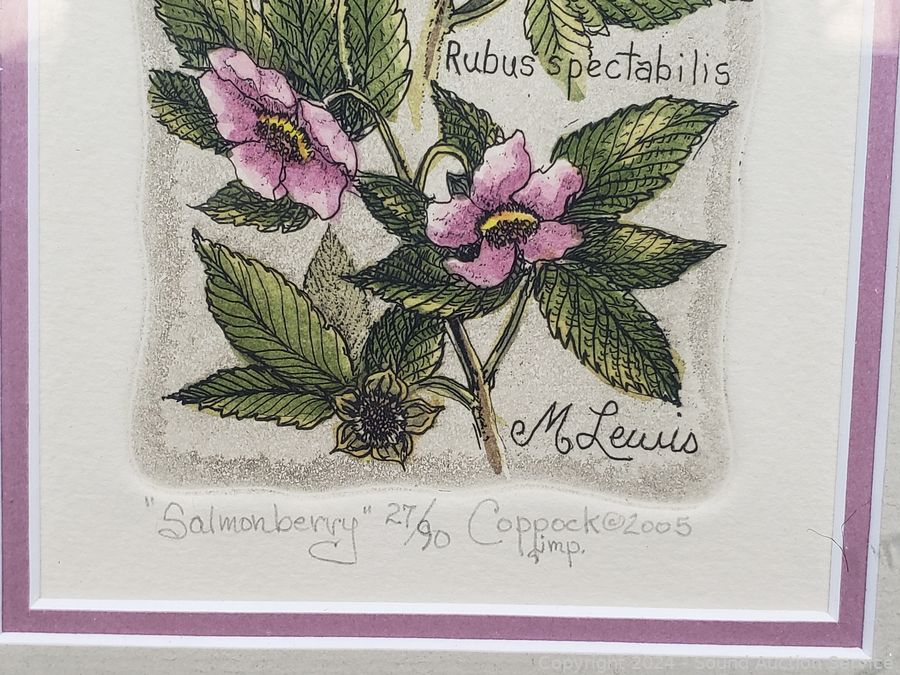 Rubus spectabilis
M Lewis
"Salmonberry" 27/90 Coppock©2005
imp.
Copyright 2024 - Sound Auction Service